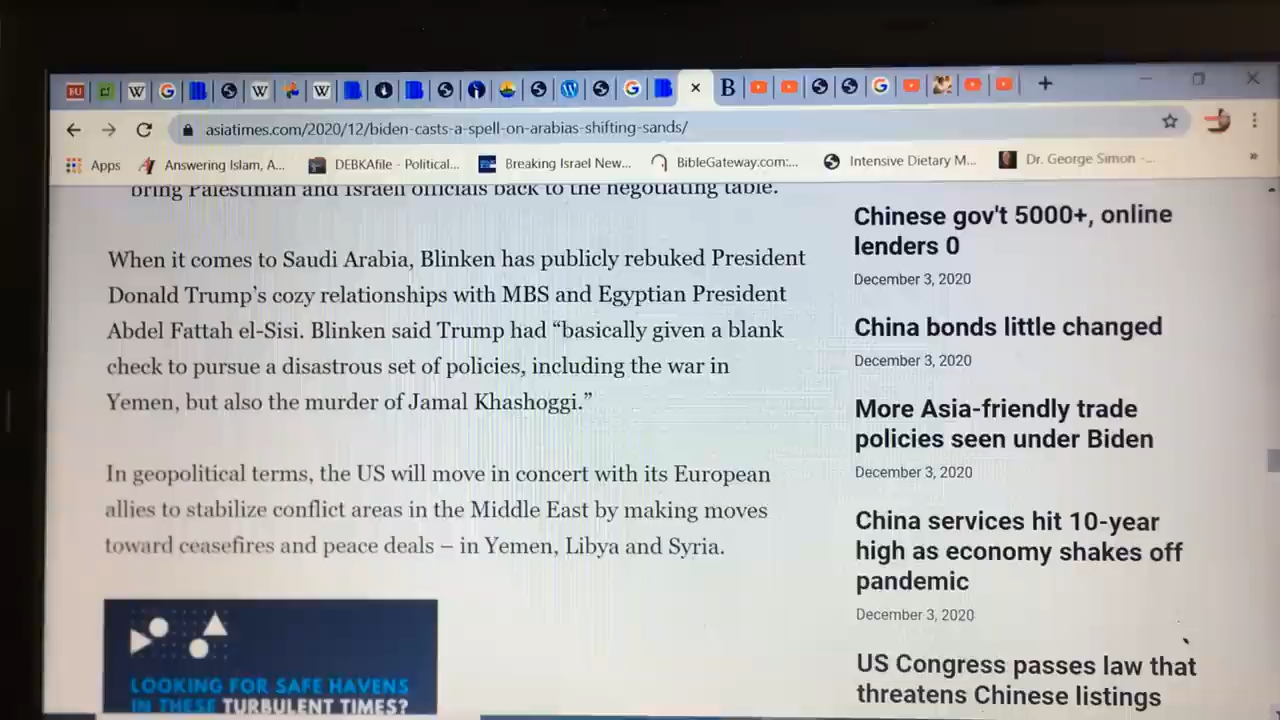 asiatimes.com/2020/12/biden-casts-a-spell-on-arabias-shifting-sands/
Apps
Answering Islam, A...
DEBKAfile - Political...
Breaking Israel New...
BibleGateway.com:...
Intensive Dietary M...
Dr. George Simon -...
bring Palestinian and Israeli officials back to the negotiating table.
When it comes to Saudi Arabia, Blinken has publicly rebuked President
Donald Trump’s cozy relationships with MBS and Egyptian President
Abdel Fattah el-Sisi. Blinken said Trump had “basically given a blank
check to pursue a disastrous set of policies, including the war in
Yemen, but also the murder of Jamal Khashoggi.”
In geopolitical terms, the US will move in concert with its European
allies to stabilize conflict areas in the Middle East by making moves
toward ceasefires and peace deals – in Yemen, Libya and Syria.
LOOKING FOR SAFE HAVENS
IN THESE TURBULENT TIMES?
Chinese gov't 5000+, online
lenders 0
December 3, 2020
China bonds little changed
December 3, 2020
More Asia-friendly trade
policies seen under Biden
December 3, 2020
China services hit 10-year
high as economy shakes off
pandemic
December 3, 2020
US Congress passes law that
threatens Chinese listings